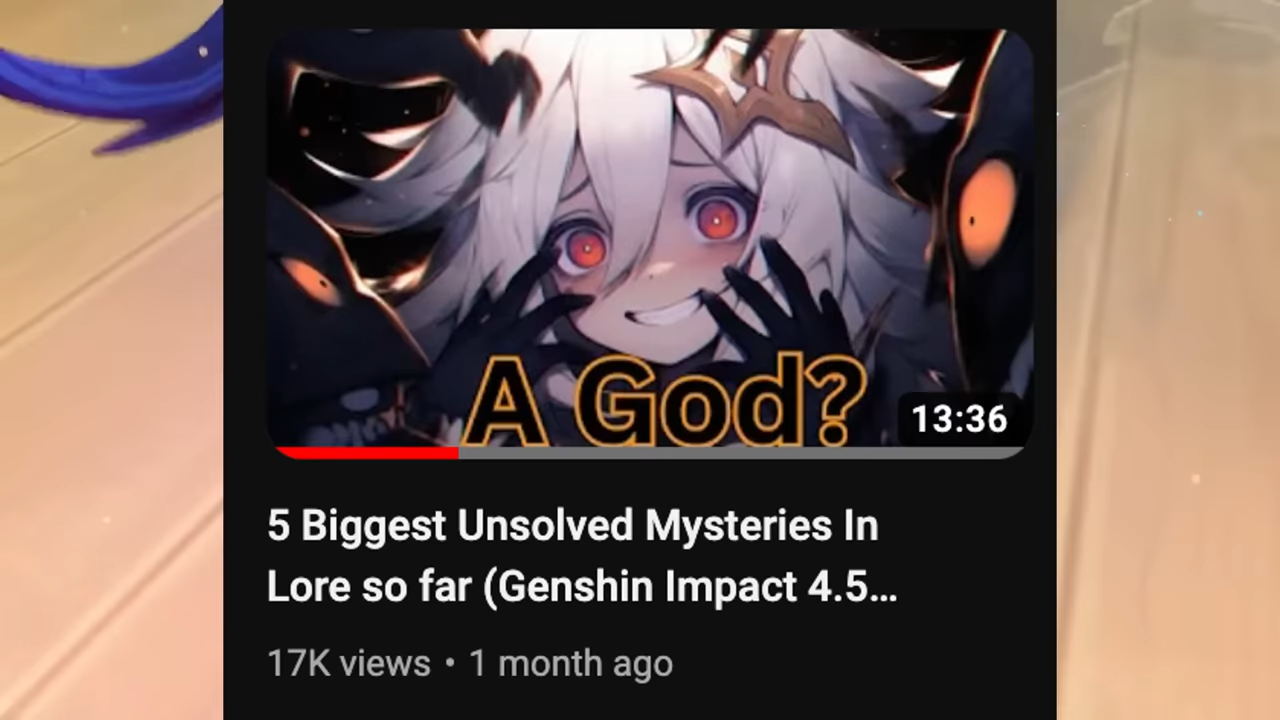 A God?
13:36
5 Biggest Unsolved Mysteries In
Lore so far (Genshin Impact 4.5...
17K views • 1 month ago